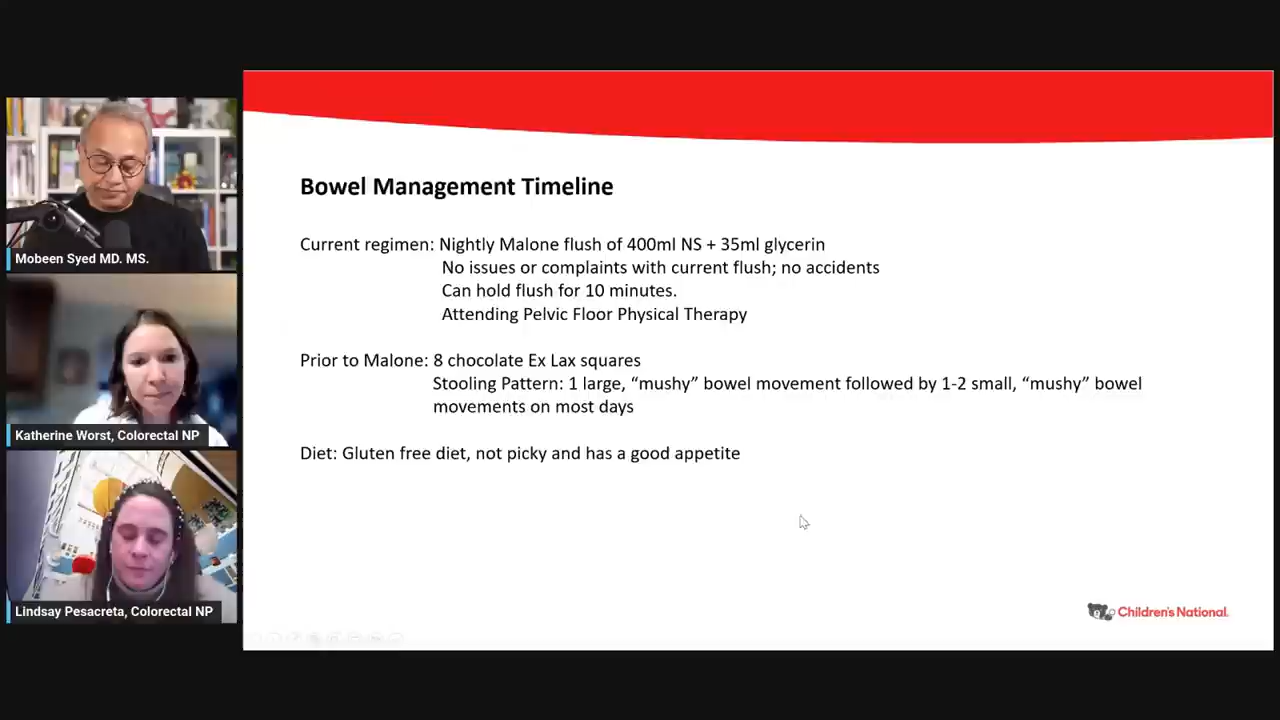 Bowel Management Timeline
Current regimen: Nightly Malone flush of 400ml NS + 35ml glycerin
No issues or complaints with current flush; no accidents
Can hold flush for 10 minutes.
Attending Pelvic Floor Physical Therapy
Prior to Malone: 8 chocolate Ex Lax squares
Stooling Pattern: 1 large, “mushy” bowel movement followed by 1-2 small, “mushy” bowel
movements on most days
Diet: Gluten free diet, not picky and has a good appetite
Children's National.
Mobeen Syed MD. MS.
Katherine Worst, Colorectal NP
Lindsay Pesacreta, Colorectal NP